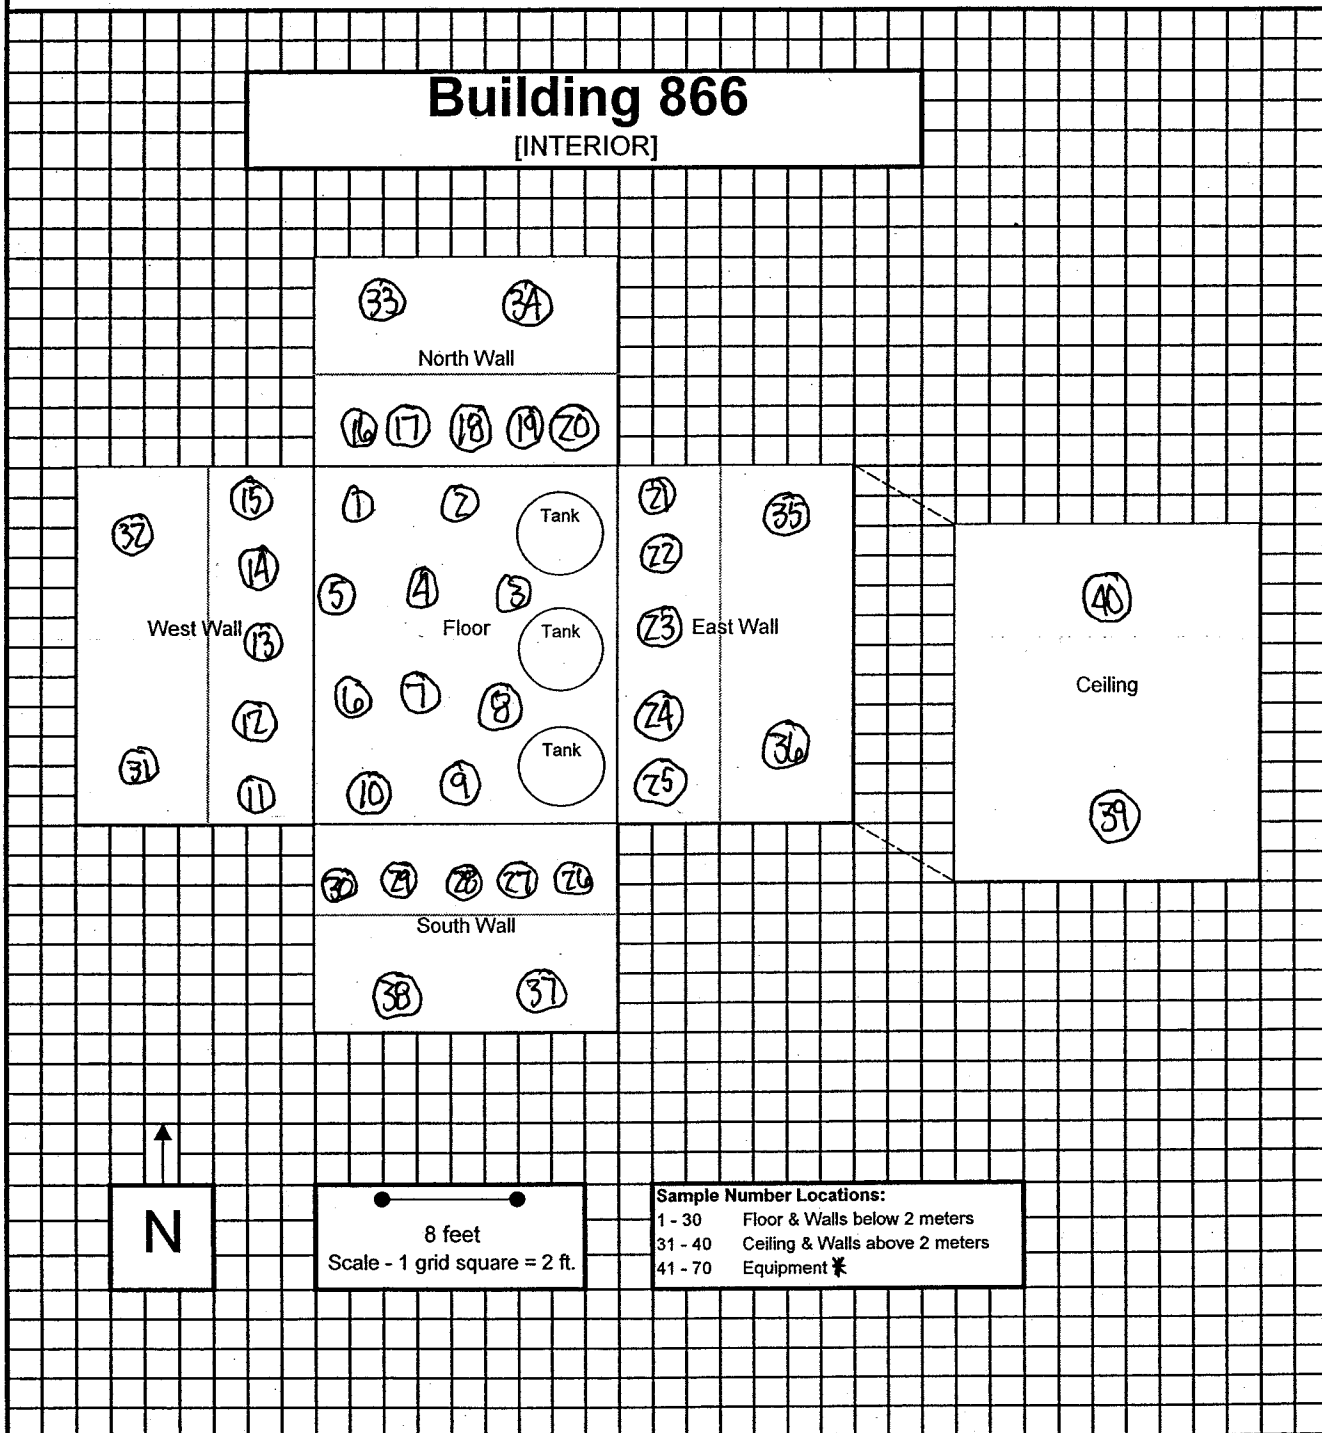 Building 866
[INTERIOR]
33 34
North Wall
16 17 18 19 20
32
31
West Wall
15
14
13
12
11
1 2
5 4 3
Floor
6 7 8
10 9
Tank
Tank
Tank
21
22
23
24
25
East Wall
35
36
40
Ceiling
39
30 29 28 27 26
South Wall
38 37
N
8 feet
Scale - 1 grid square = 2 ft.
Sample Number Locations:
1 - 30 Floor & Walls below 2 meters
31 - 40 Ceiling & Walls above 2 meters
41 - 70 Equipment *